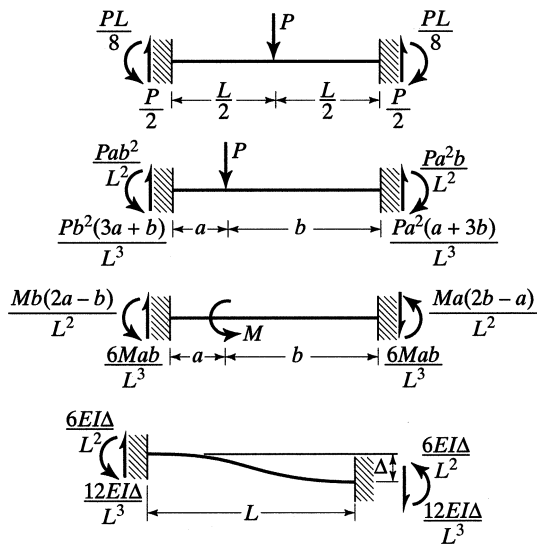 PL/8 P PL/8
P/2 L/2 L/2 P/2
Pab²/L² P Pa²b/L²
Pb²(3a + b)/L³ a b Pa²(a + 3b)/L³
Mb(2a – b)/L² M Ma(2b – a)/L²
6Mab/L³ a b 6Mab/L³
6EIΔ/L² Δ 6EIΔ/L²
12EIΔ/L³ L 12EIΔ/L³